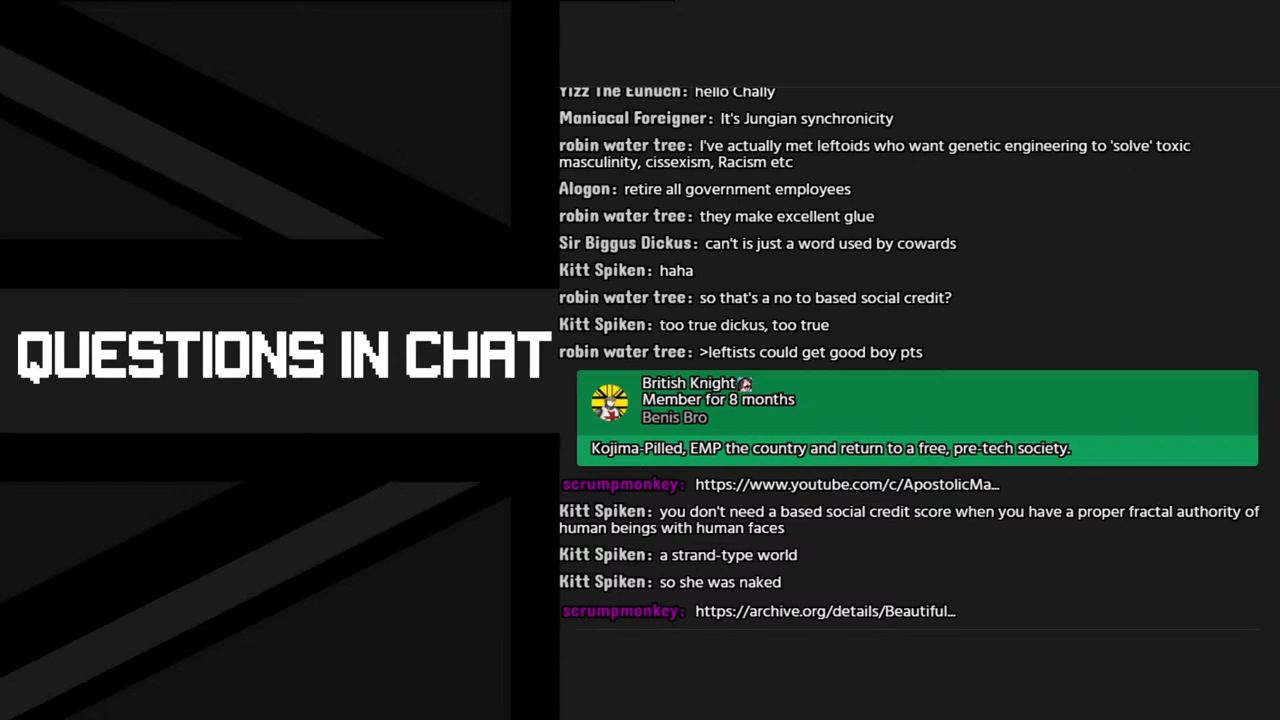 Yizz The Eunuch: hello Chally
Maniacal Foreigner: It's Jungian synchronicity
robin water tree: I've actually met leftoids who want genetic engineering to 'solve' toxic
masculinity, cissexism, Racism etc
Alogon: retire all government employees
robin water tree: they make excellent glue
Sir Biggus Dickus: can't is just a word used by cowards
Kitt Spiken: haha
robin water tree: so that's a no to based social credit?
Kitt Spiken: too true dickus, too true
robin water tree: >leftists could get good boy pts
QUESTIONS IN CHAT
British Knight
Member for 8 months
Benis Bro
Kojima-Pilled, EMP the country and return to a free, pre-tech society.
scrumpmonkey: https://www.youtube.com/c/ApostolicMa...
Kitt Spiken: you don't need a based social credit score when you have a proper fractal authority of
human beings with human faces
Kitt Spiken: a strand-type world
Kitt Spiken: so she was naked
scrumpmonkey: https://archive.org/details/Beautiful...